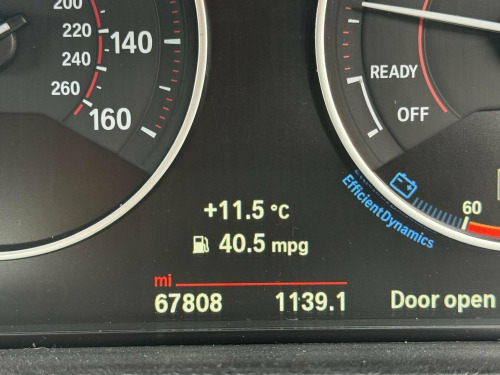 200
220
240
260
140
160
READY
OFF
EfficientDynamics
60
+11.5 °C
40.5 mpg
mi
67808 1139.1 Door open